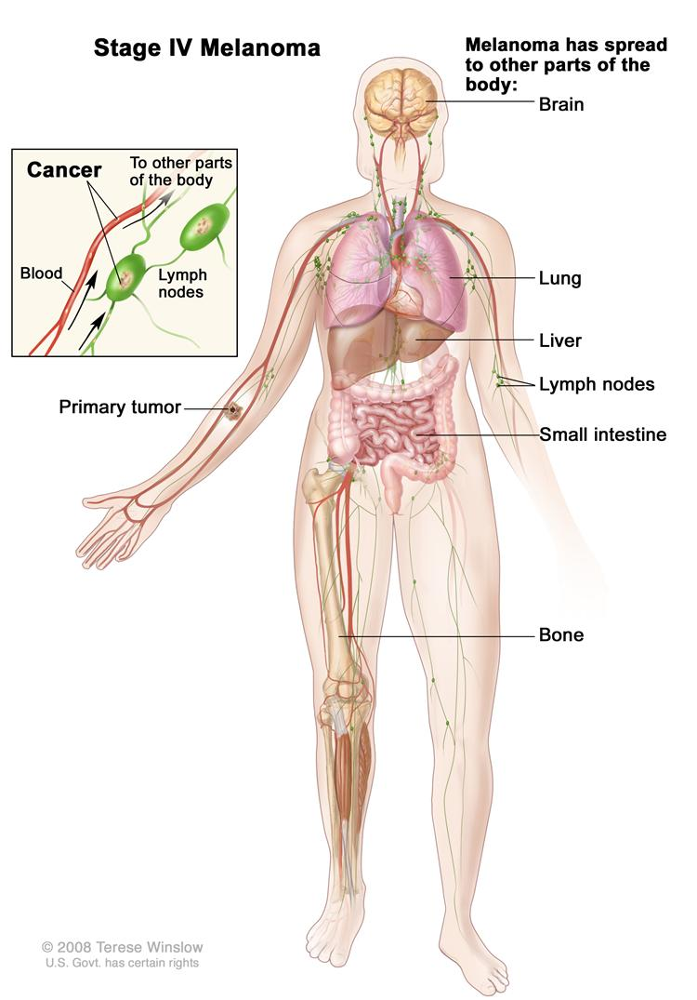 Stage IV Melanoma
Melanoma has spread
to other parts of the
body:
Brain
Cancer
To other parts
of the body
Blood
Lymph
nodes
Lung
Liver
Lymph nodes
Primary tumor
Small intestine
Bone
© 2008 Terese Winslow
U.S. Govt. has certain rights